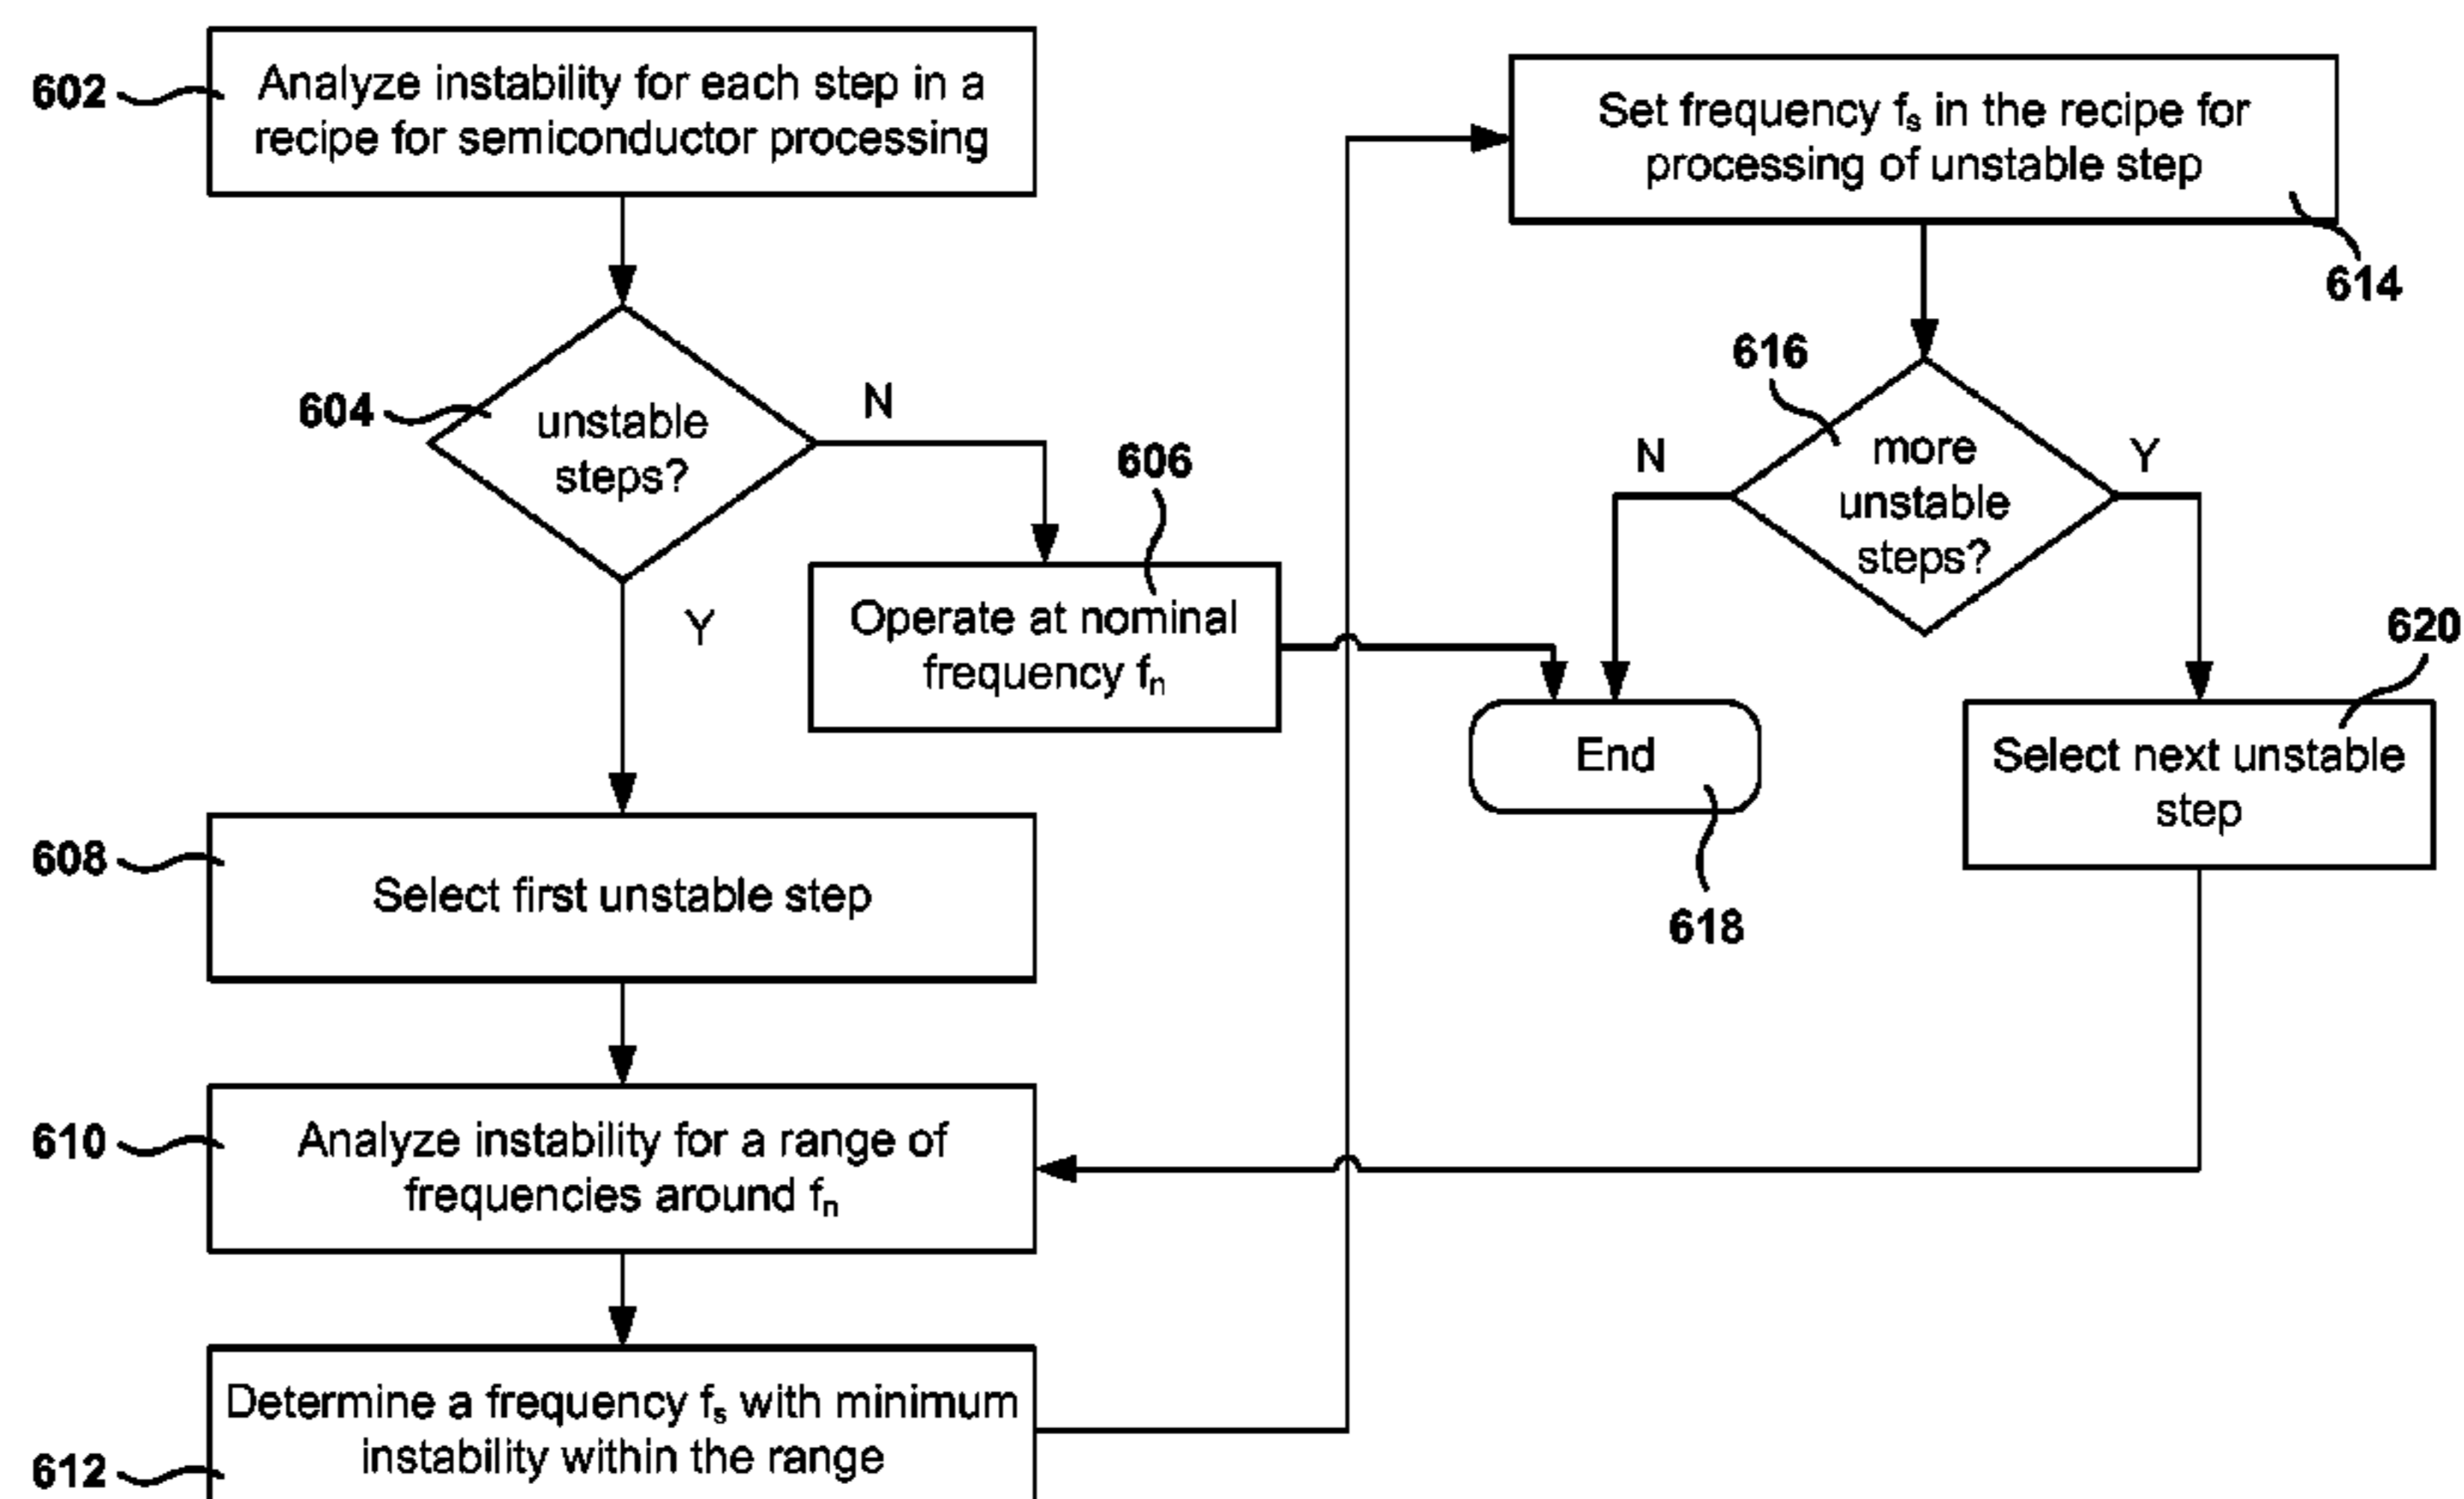 602
Analyze instability for each step in a
recipe for semiconductor processing
604
unstable
steps?
N
Y
606
Operate at nominal
frequency fn
608
Select first unstable step
610
Analyze instability for a range of
frequencies around fn
612
Determine a frequency fs with minimum
instability within the range
Set frequency fs in the recipe for
processing of unstable step
614
616
more
unstable
steps?
N
Y
End
618
620
Select next unstable
step